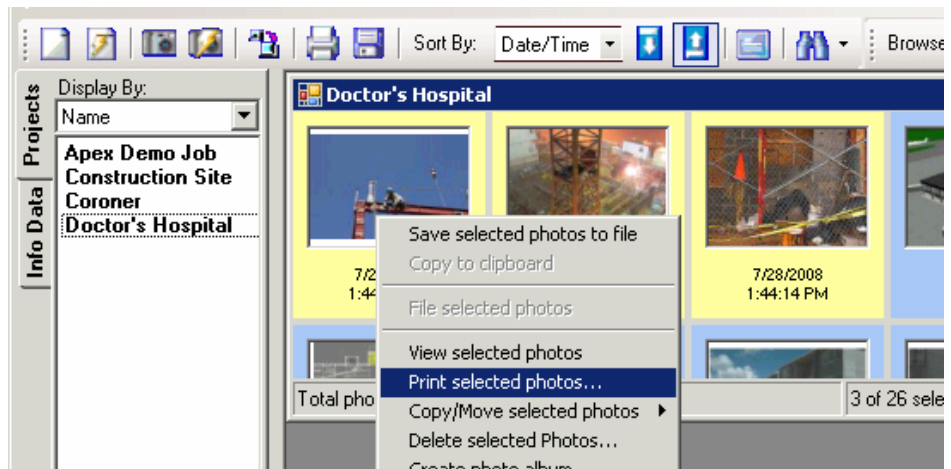 Sort By: Date/Time Browse
Projects
Info Data
Display By:
Name
Apex Demo Job
Construction Site
Coroner
Doctor's Hospital
Doctor's Hospital
7/2
1:44
7/28/2008
1:44:14 PM
Save selected photos to file
Copy to clipboard
File selected photos
View selected photos
Print selected photos...
Copy/Move selected photos
Delete selected Photos...
Create photo album
Total pho
3 of 26 sele